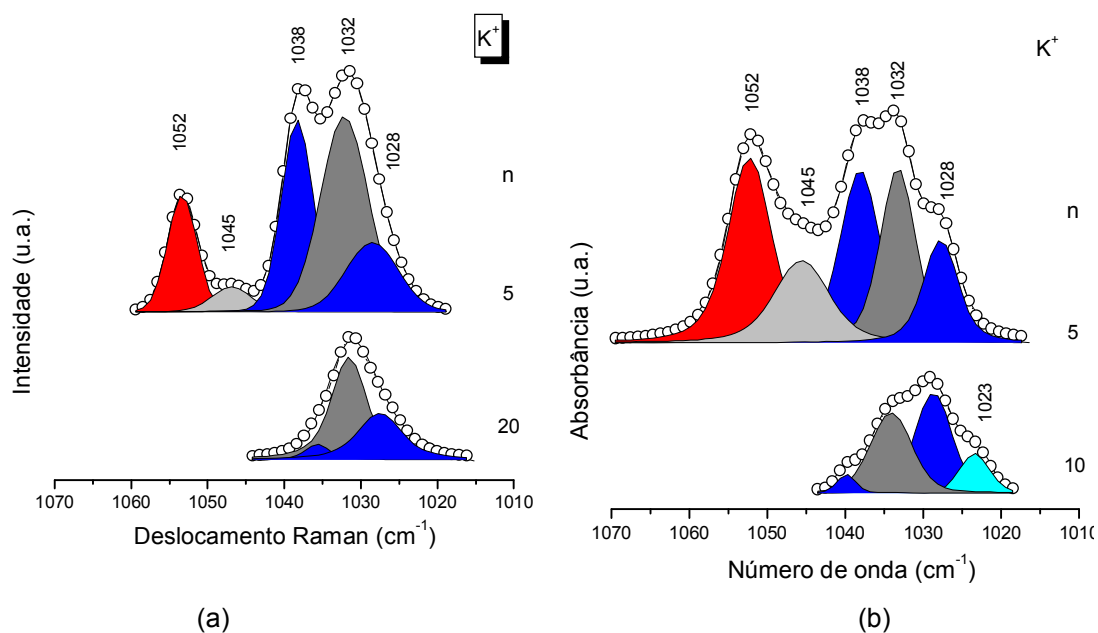 K⁺
1052
1045
1038
1032
1028
n
5
20
Intensidade (u.a.)
1070 1060 1050 1040 1030 1020 1010
Deslocamento Raman (cm⁻¹)
(a)
K⁺
1052
1045
1038
1032
1028
n
5
1023
10
Absorbância (u.a.)
1070 1060 1050 1040 1030 1020 1010
Número de onda (cm⁻¹)
(b)